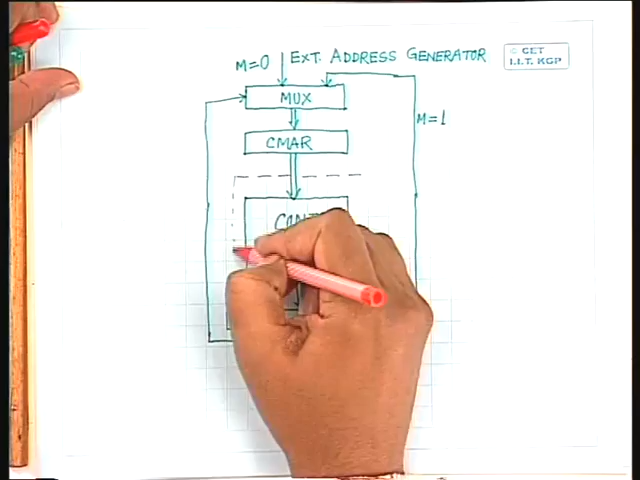 M=0 EXT. ADDRESS GENERATOR
© CET
I.I.T. KGP
MUX
M=1
CMAR